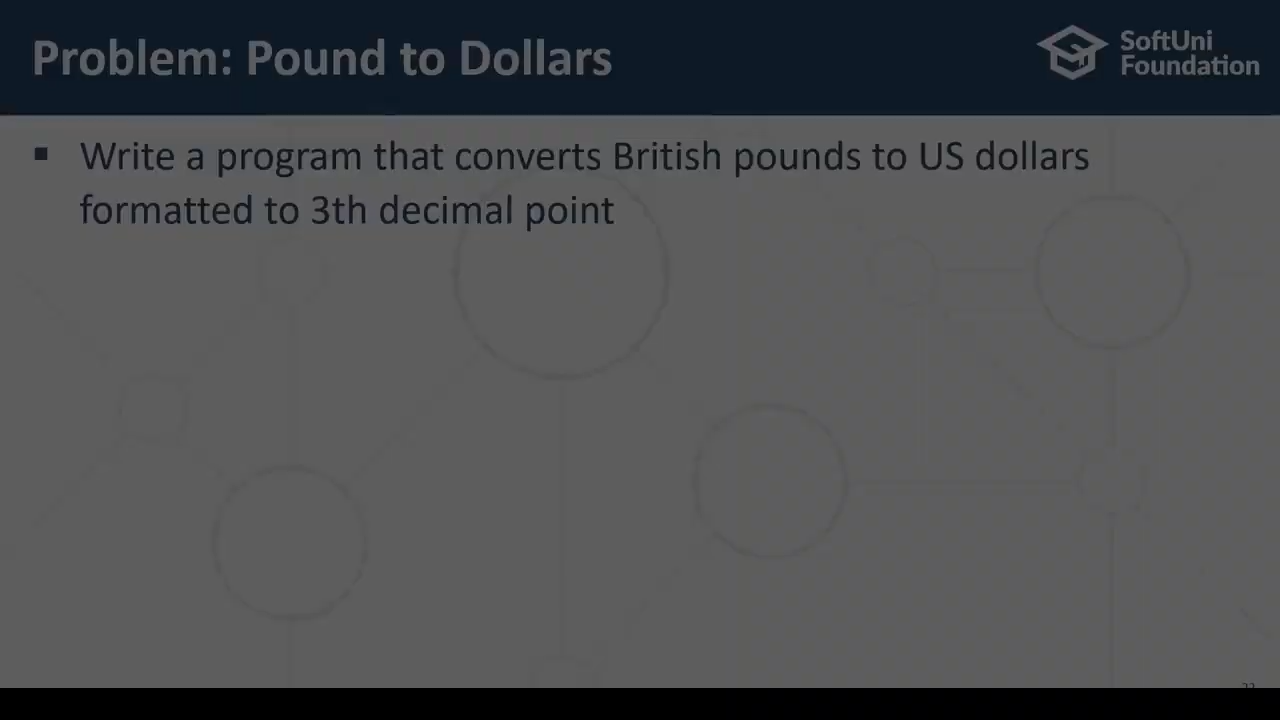 Problem: Pound to Dollars
SoftUni
Foundation
▪ Write a program that converts British pounds to US dollars
formatted to 3th decimal point